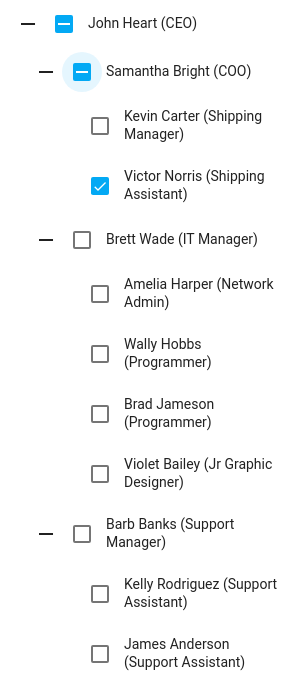 John Heart (CEO)
Samantha Bright (COO)
Kevin Carter (Shipping
Manager)
Victor Norris (Shipping
Assistant)
Brett Wade (IT Manager)
Amelia Harper (Network
Admin)
Wally Hobbs
(Programmer)
Brad Jameson
(Programmer)
Violet Bailey (Jr Graphic
Designer)
Barb Banks (Support
Manager)
Kelly Rodriguez (Support
Assistant)
James Anderson
(Support Assistant)